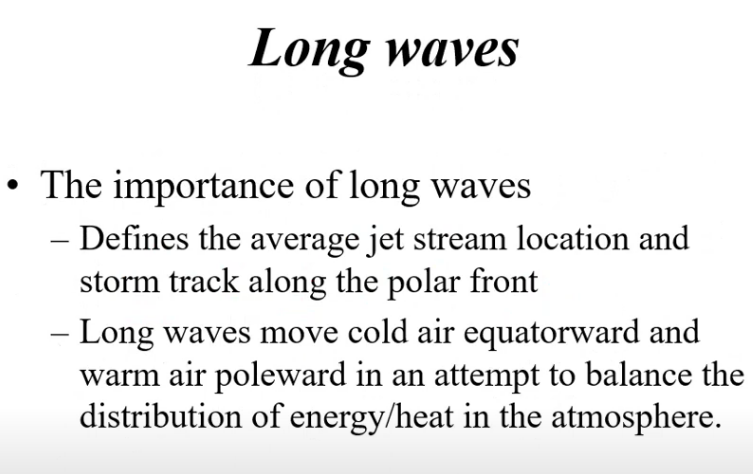 Long waves
• The importance of long waves
– Defines the average jet stream location and
storm track along the polar front
– Long waves move cold air equatorward and
warm air poleward in an attempt to balance the
distribution of energy/heat in the atmosphere.